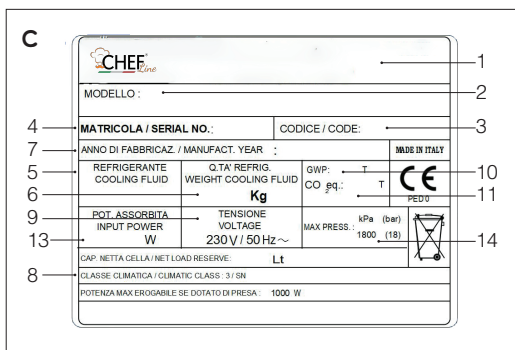 C
CHEF Line
1
MODELLO :
2
4
MATRICOLA / SERIAL NO.:
CODICE / CODE:
3
7
ANNO DI FABBRICAZ. / MANUFACT. YEAR :
MADE IN ITALY
5
REFRIGERANTE
COOLING FLUID
Q.TA' REFRIG.
WEIGHT COOLING FLUID
Kg
6
GWP: T
10
CO2 eq.: T
11
CE
PED 0
9
POT. ASSORBITA
INPUT POWER
W
13
TENSIONE
VOLTAGE
230 V / 50 Hz ~
MAX PRESS.:
kPa (bar)
1800 (18)
14
CAP. NETTA CELLA / NET LOAD RESERVE: Lt
8
CLASSE CLIMATICA / CLIMATIC CLASS : 3 / SN
POTENZA MAX EROGABILE SE DOTATO DI PRESA : 1000 W